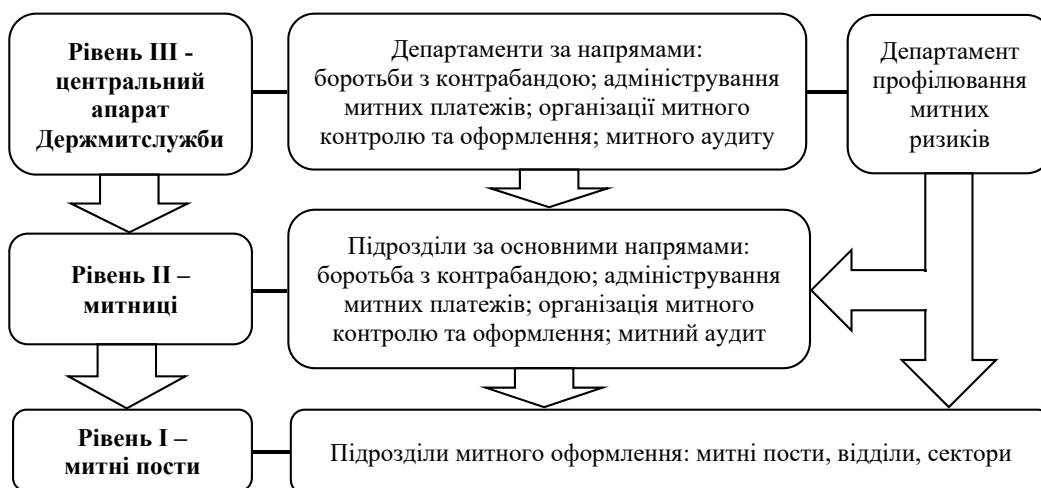 Рівень III -
центральний
апарат
Держмитслужби
Департаменти за напрямами:
боротьби з контрабандою; адміністрування
митних платежів; організації митного
контролю та оформлення; митного аудиту
Департамент
профілювання
митних
ризиків
Рівень II –
митниці
Підрозділи за основними напрямами:
боротьба з контрабандою; адміністрування
митних платежів; організація митного
контролю та оформлення; митний аудит
Рівень I –
митні пости
Підрозділи митного оформлення: митні пости, відділи, сектори